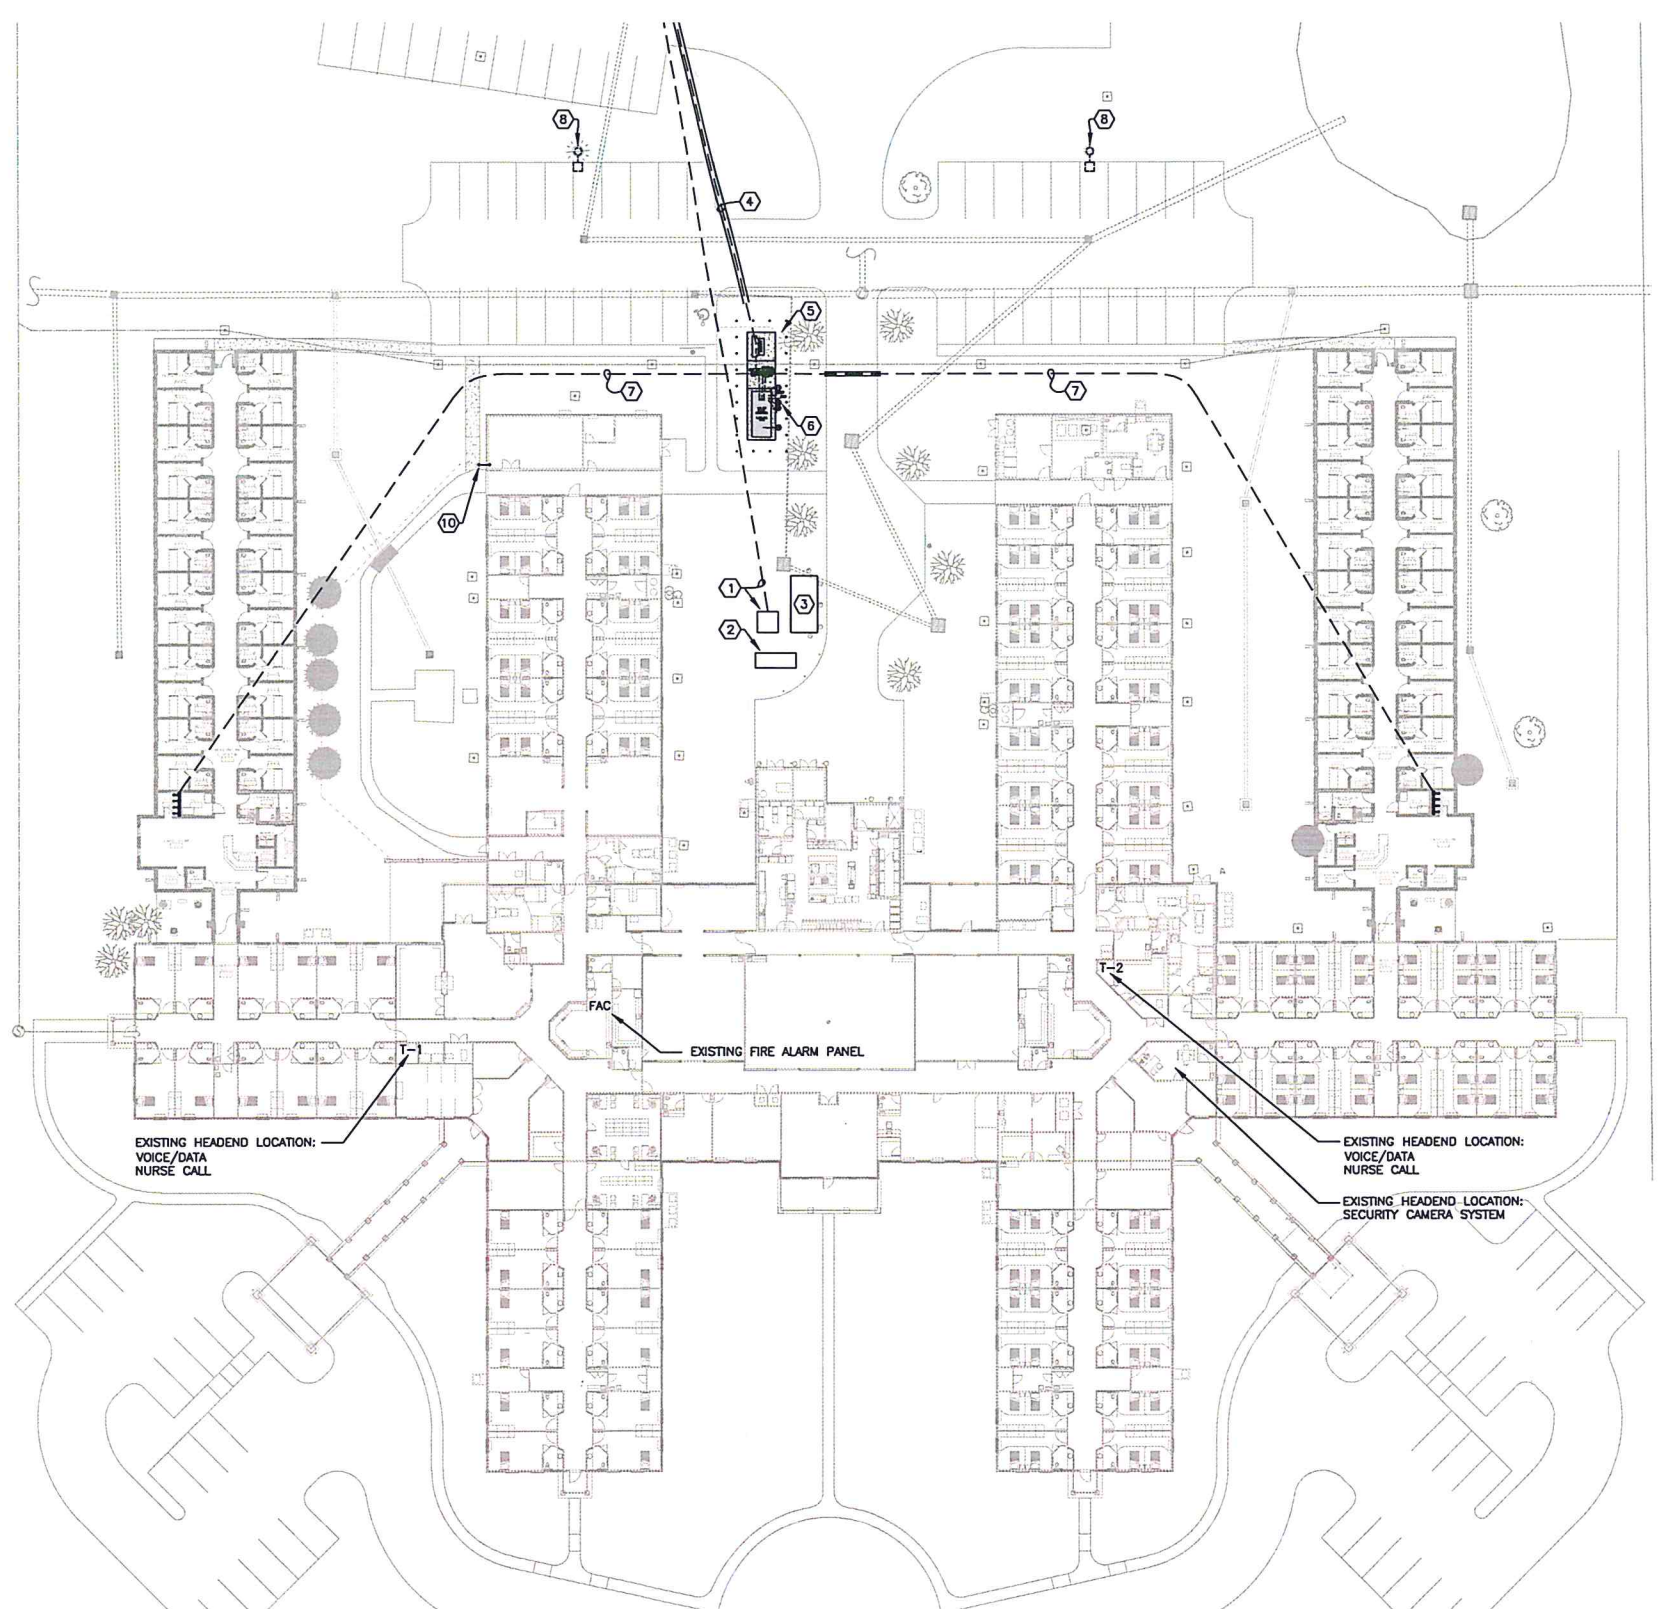 8
8
4
5
7
7
6
10
1
3
2
T-2
FAC
EXISTING FIRE ALARM PANEL
T-1
EXISTING HEADEND LOCATION:
VOICE/DATA
NURSE CALL
EXISTING HEADEND LOCATION:
VOICE/DATA
NURSE CALL
EXISTING HEADEND LOCATION:
SECURITY CAMERA SYSTEM